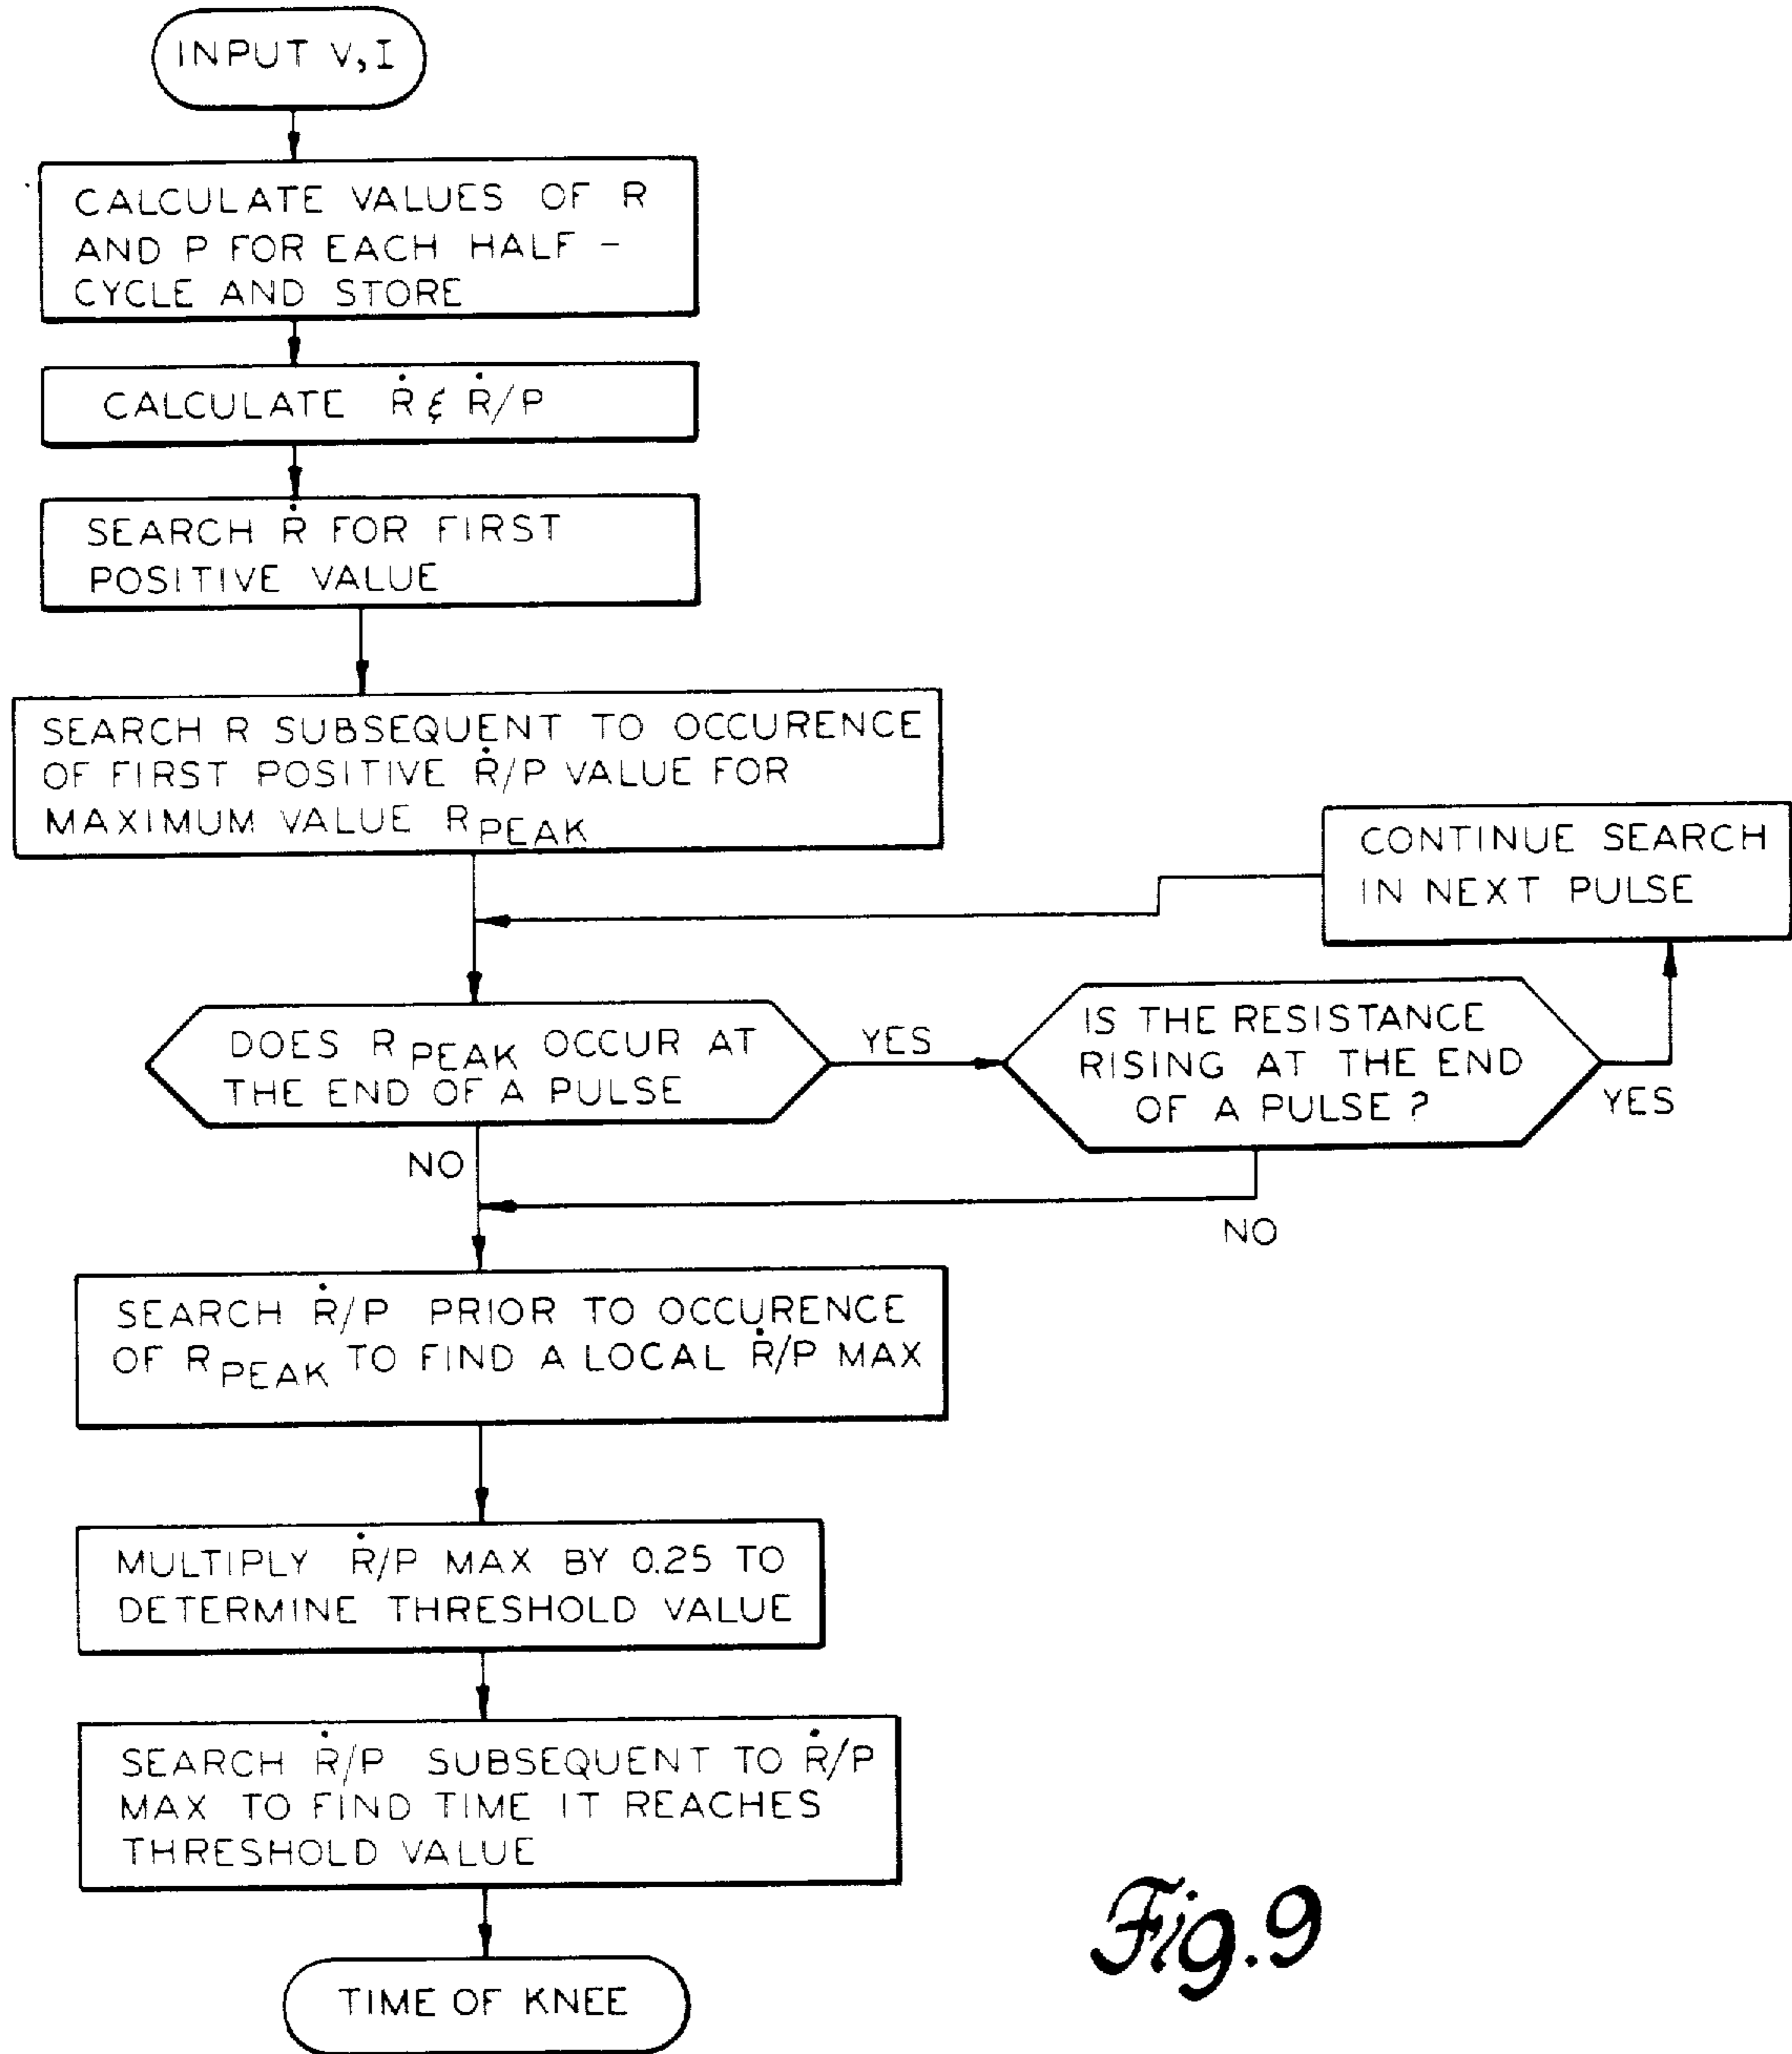 INPUT V, I
CALCULATE VALUES OF R
AND P FOR EACH HALF -
CYCLE AND STORE
CALCULATE Ṙ & Ṙ/P
SEARCH Ṙ FOR FIRST
POSITIVE VALUE
SEARCH R SUBSEQUENT TO OCCURENCE
OF FIRST POSITIVE Ṙ/P VALUE FOR
MAXIMUM VALUE R PEAK
CONTINUE SEARCH
IN NEXT PULSE
DOES R PEAK OCCUR AT
THE END OF A PULSE
YES
IS THE RESISTANCE
RISING AT THE END
OF A PULSE ?
YES
NO
NO
SEARCH Ṙ/P PRIOR TO OCCURENCE
OF R PEAK TO FIND A LOCAL Ṙ/P MAX
MULTIPLY Ṙ/P MAX BY 0.25 TO
DETERMINE THRESHOLD VALUE
SEARCH Ṙ/P SUBSEQUENT TO Ṙ/P
MAX TO FIND TIME IT REACHES
THRESHOLD VALUE
TIME OF KNEE
Fig. 9